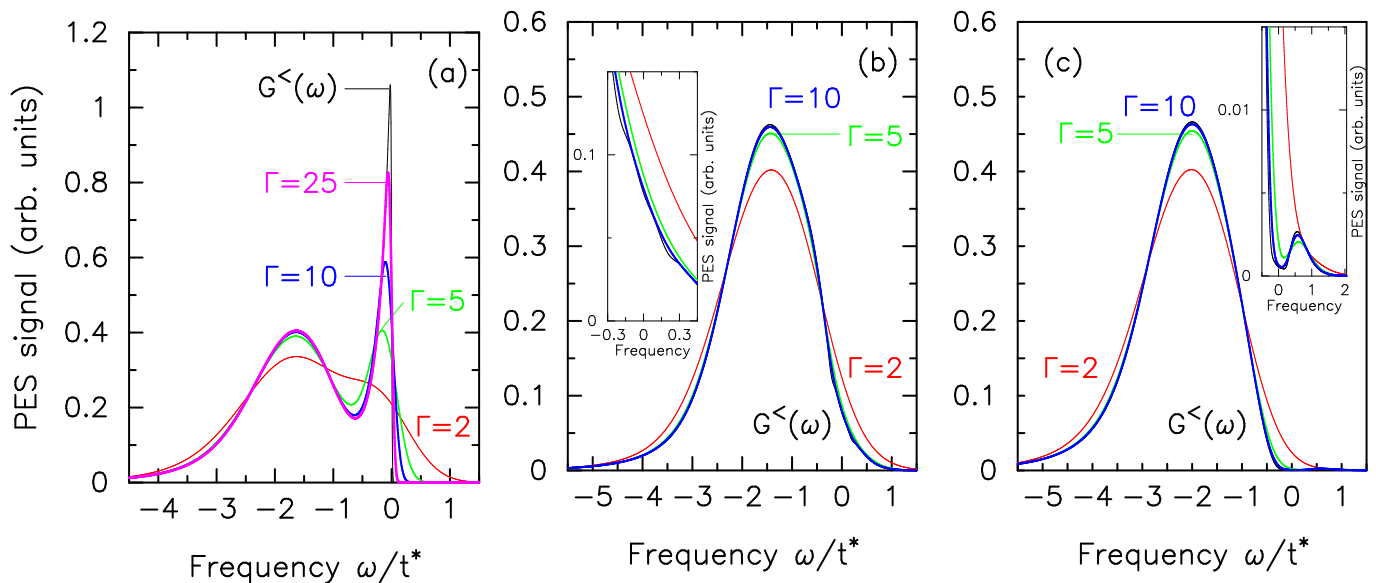 PES signal (arb. units)
1.2
1
0.8
0.6
0.4
0.2
0
−4
−3
−2
−1
0
1
Frequency ω/t*
(a)
G<(ω)
Γ=25
Γ=10
Γ=5
Γ=2
0.6
0.5
0.4
0.3
0.2
0.1
0
−5
−4
−3
−2
−1
0
1
Frequency ω/t*
(b)
Γ=10
Γ=5
Γ=2
G<(ω)
PES signal (arb. units)
0.1
0
−0.3
0
0.3
Frequency
0.6
0.5
0.4
0.3
0.2
0.1
0
−5
−4
−3
−2
−1
0
1
Frequency ω/t*
(c)
Γ=10
Γ=5
Γ=2
G<(ω)
PES signal (arb. units)
0.01
0
0
1
2
Frequency